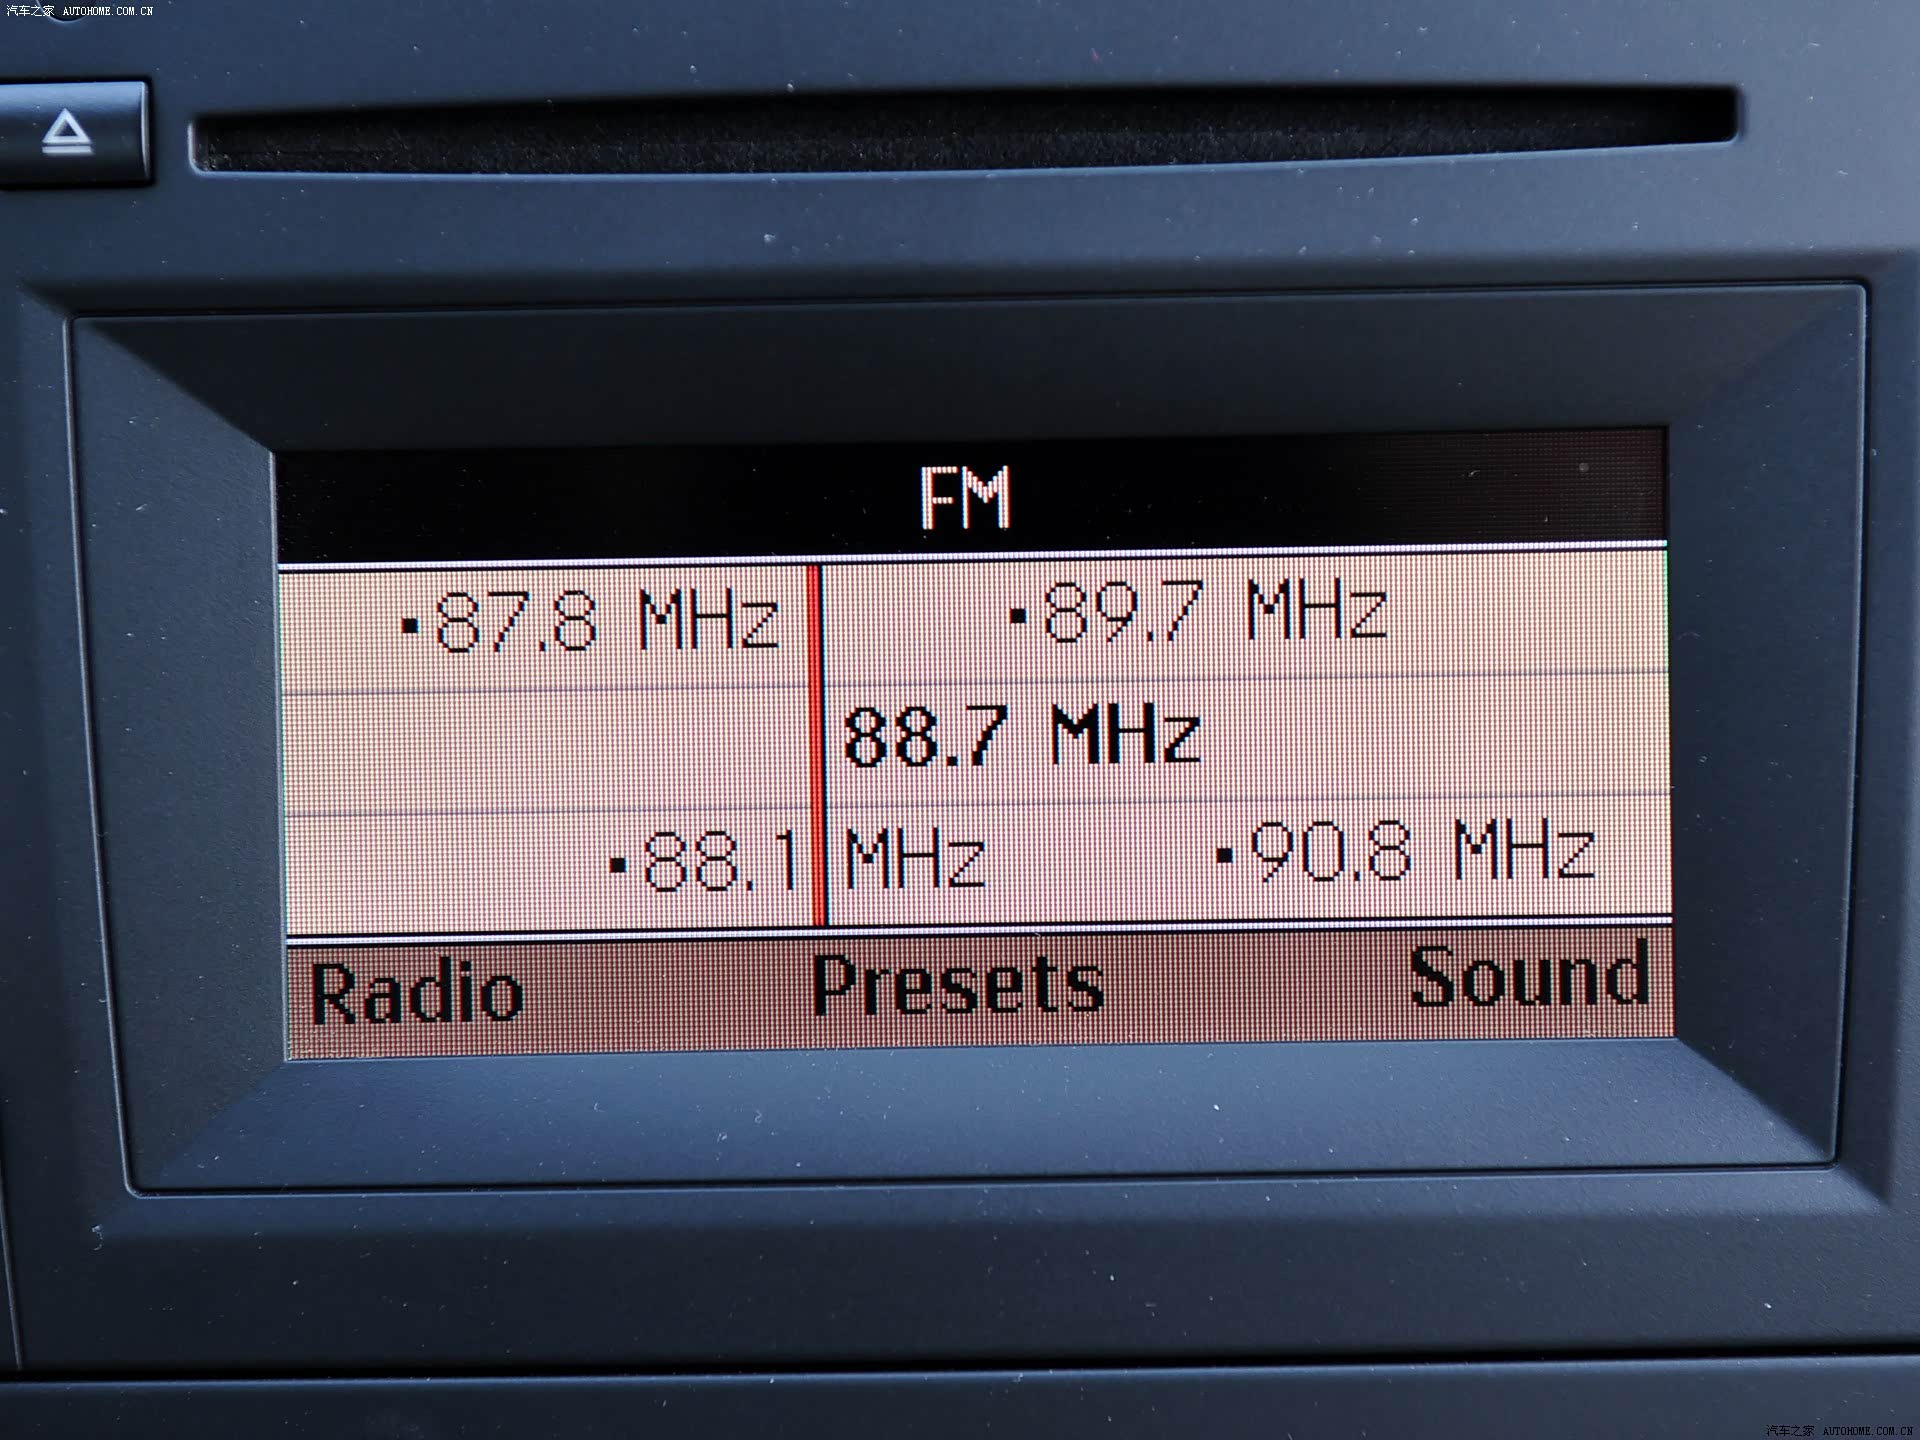 汽车之家 AUTOHOME.COM.CN
FM
▪87.8 MHz ▪89.7 MHz
88.7 MHz
▪88.1 MHz ▪90.8 MHz
Radio Presets Sound
汽车之家 AUTOHOME.COM.CN